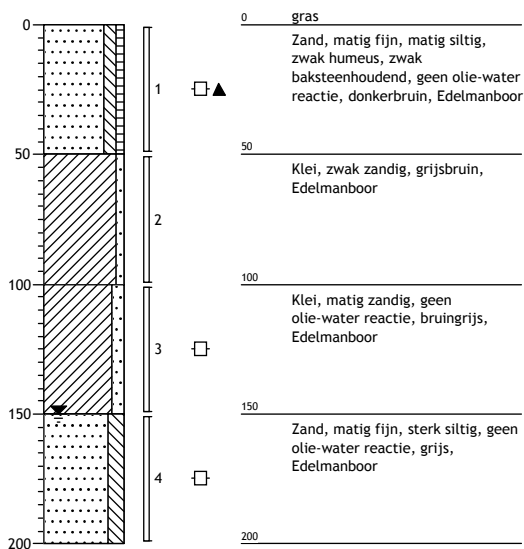 0
0
gras
Zand, matig fijn, matig siltig,
zwak humeus, zwak
baksteenhoudend, geen olie-water
reactie, donkerbruin, Edelmanboor
1
50
50
Klei, zwak zandig, grijsbruin,
Edelmanboor
2
100
100
Klei, matig zandig, geen
olie-water reactie, bruingrijs,
Edelmanboor
3
150
150
Zand, matig fijn, sterk siltig, geen
olie-water reactie, grijs,
Edelmanboor
4
200
200